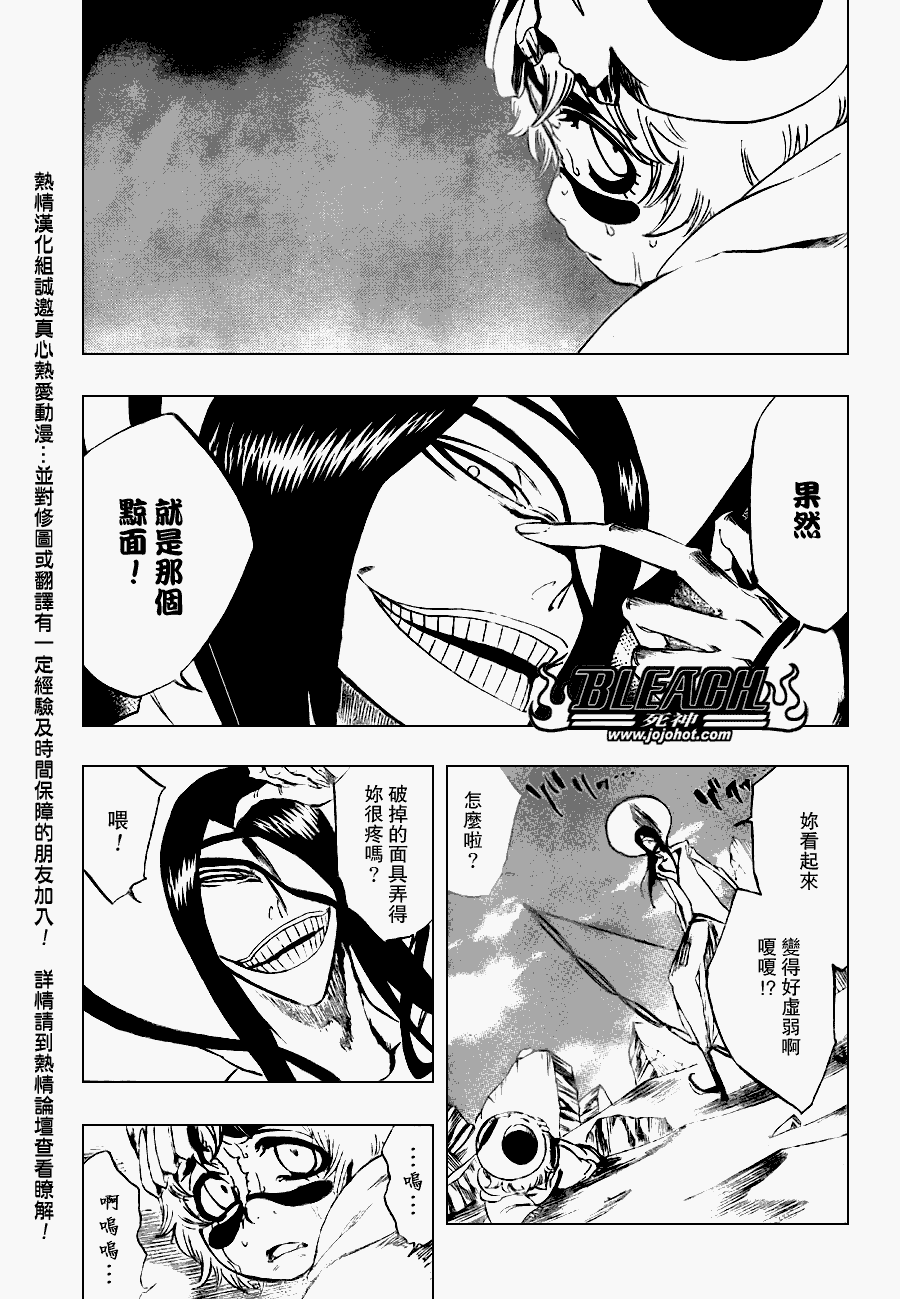 果然
就是那個
黥面！
BLEACH
死神
www.jojohot.com
妳看起來
變得好虛弱啊
嗄嗄!?
怎麼啦？
破掉的面具弄得
妳很疼嗎？
喂！
…嗚…
啊嗚嗚…
熱情漢化組誠邀真心熱愛動漫…並對修圖或翻譯有一定經驗及時間保障的朋友加入！　詳情請到熱情論壇查看瞭解！